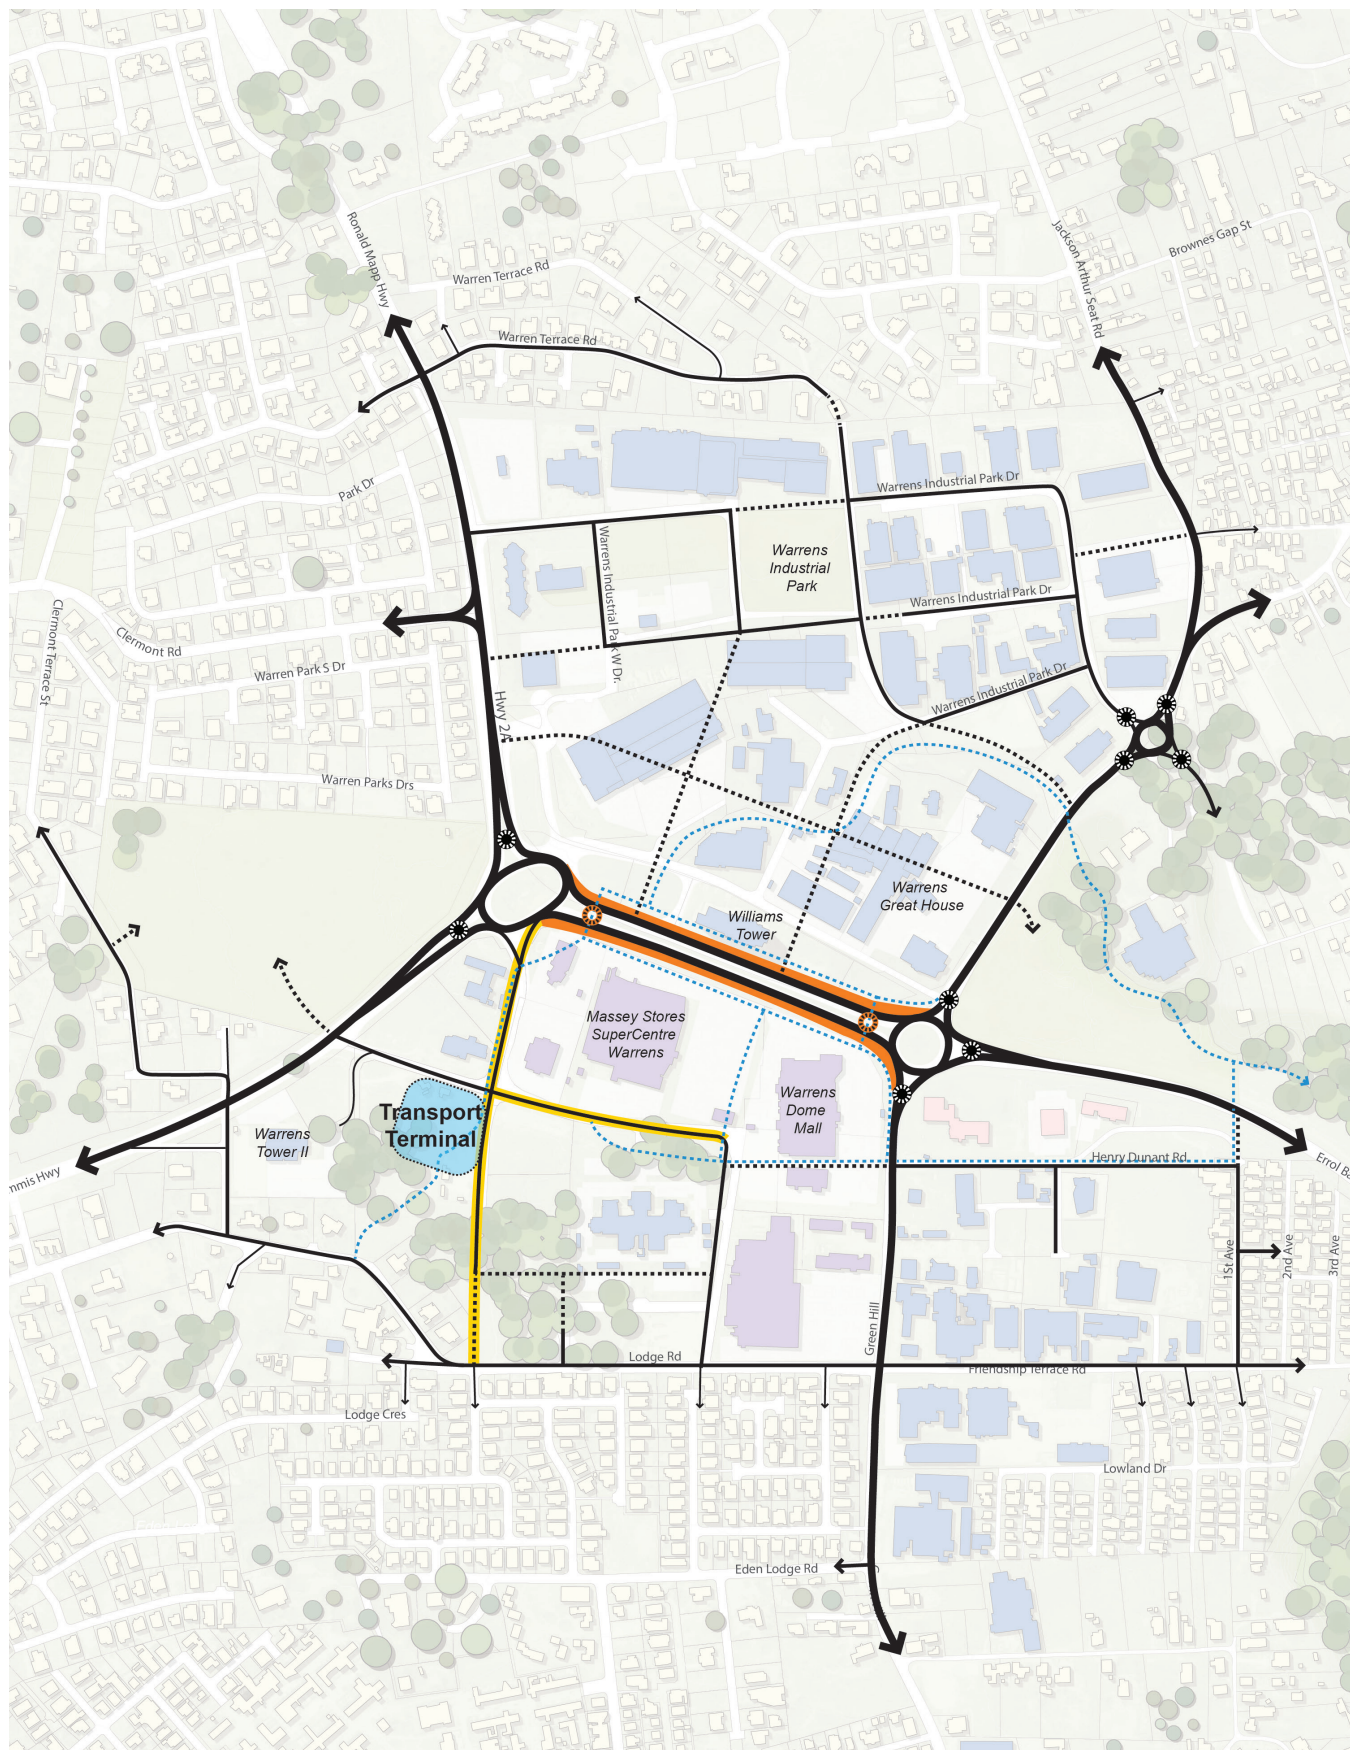 Ronald Mapp Hwy
Jackson Arthur Seat Rd
Brownes Gap St
Warren Terrace Rd
Warren Terrace Rd
Park Dr
Warrens Industrial Park Dr
Warrens
Industrial
Park
Warrens Industrial Park W Dr.
Warrens Industrial Park Dr
Clermont Terrace St
Clermont Rd
Warren Park S Dr
Warrens Industrial Park Dr
Hwy 2A
Warren Parks Drs
Warrens
Great House
Williams
Tower
Massey Stores
SuperCentre
Warrens
Warrens
Dome
Mall
Transport
Terminal
Warrens
Tower II
mmis Hwy
Henry Dunant Rd
Errol Ba
1St Ave
2nd Ave
3rd Ave
Green Hill
Lodge Rd
Friendship Terrace Rd
Lodge Cres
Lowland Dr
Eden Lodge Rd